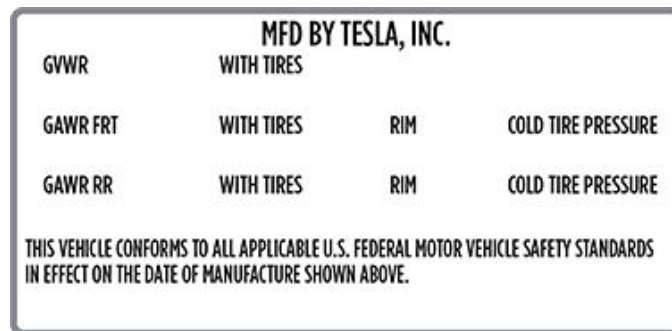 MFD BY TESLA, INC.
GVWR WITH TIRES
GAWR FRT WITH TIRES RIM COLD TIRE PRESSURE
GAWR RR WITH TIRES RIM COLD TIRE PRESSURE
THIS VEHICLE CONFORMS TO ALL APPLICABLE U.S. FEDERAL MOTOR VEHICLE SAFETY STANDARDS
IN EFFECT ON THE DATE OF MANUFACTURE SHOWN ABOVE.